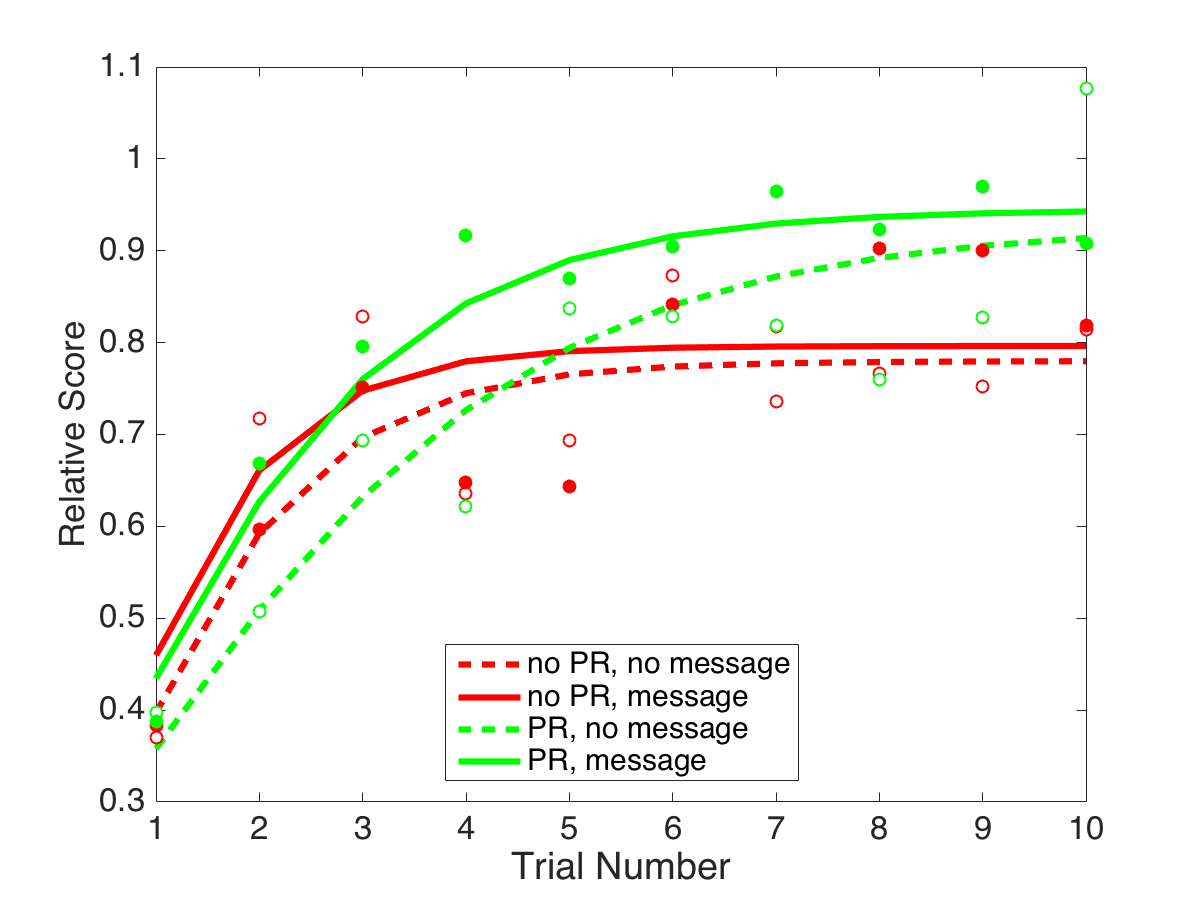 1.1
1
0.9
0.8
0.7
0.6
0.5
0.4
0.3
Relative Score
no PR, no message
no PR, message
PR, no message
PR, message
1 2 3 4 5 6 7 8 9 10
Trial Number